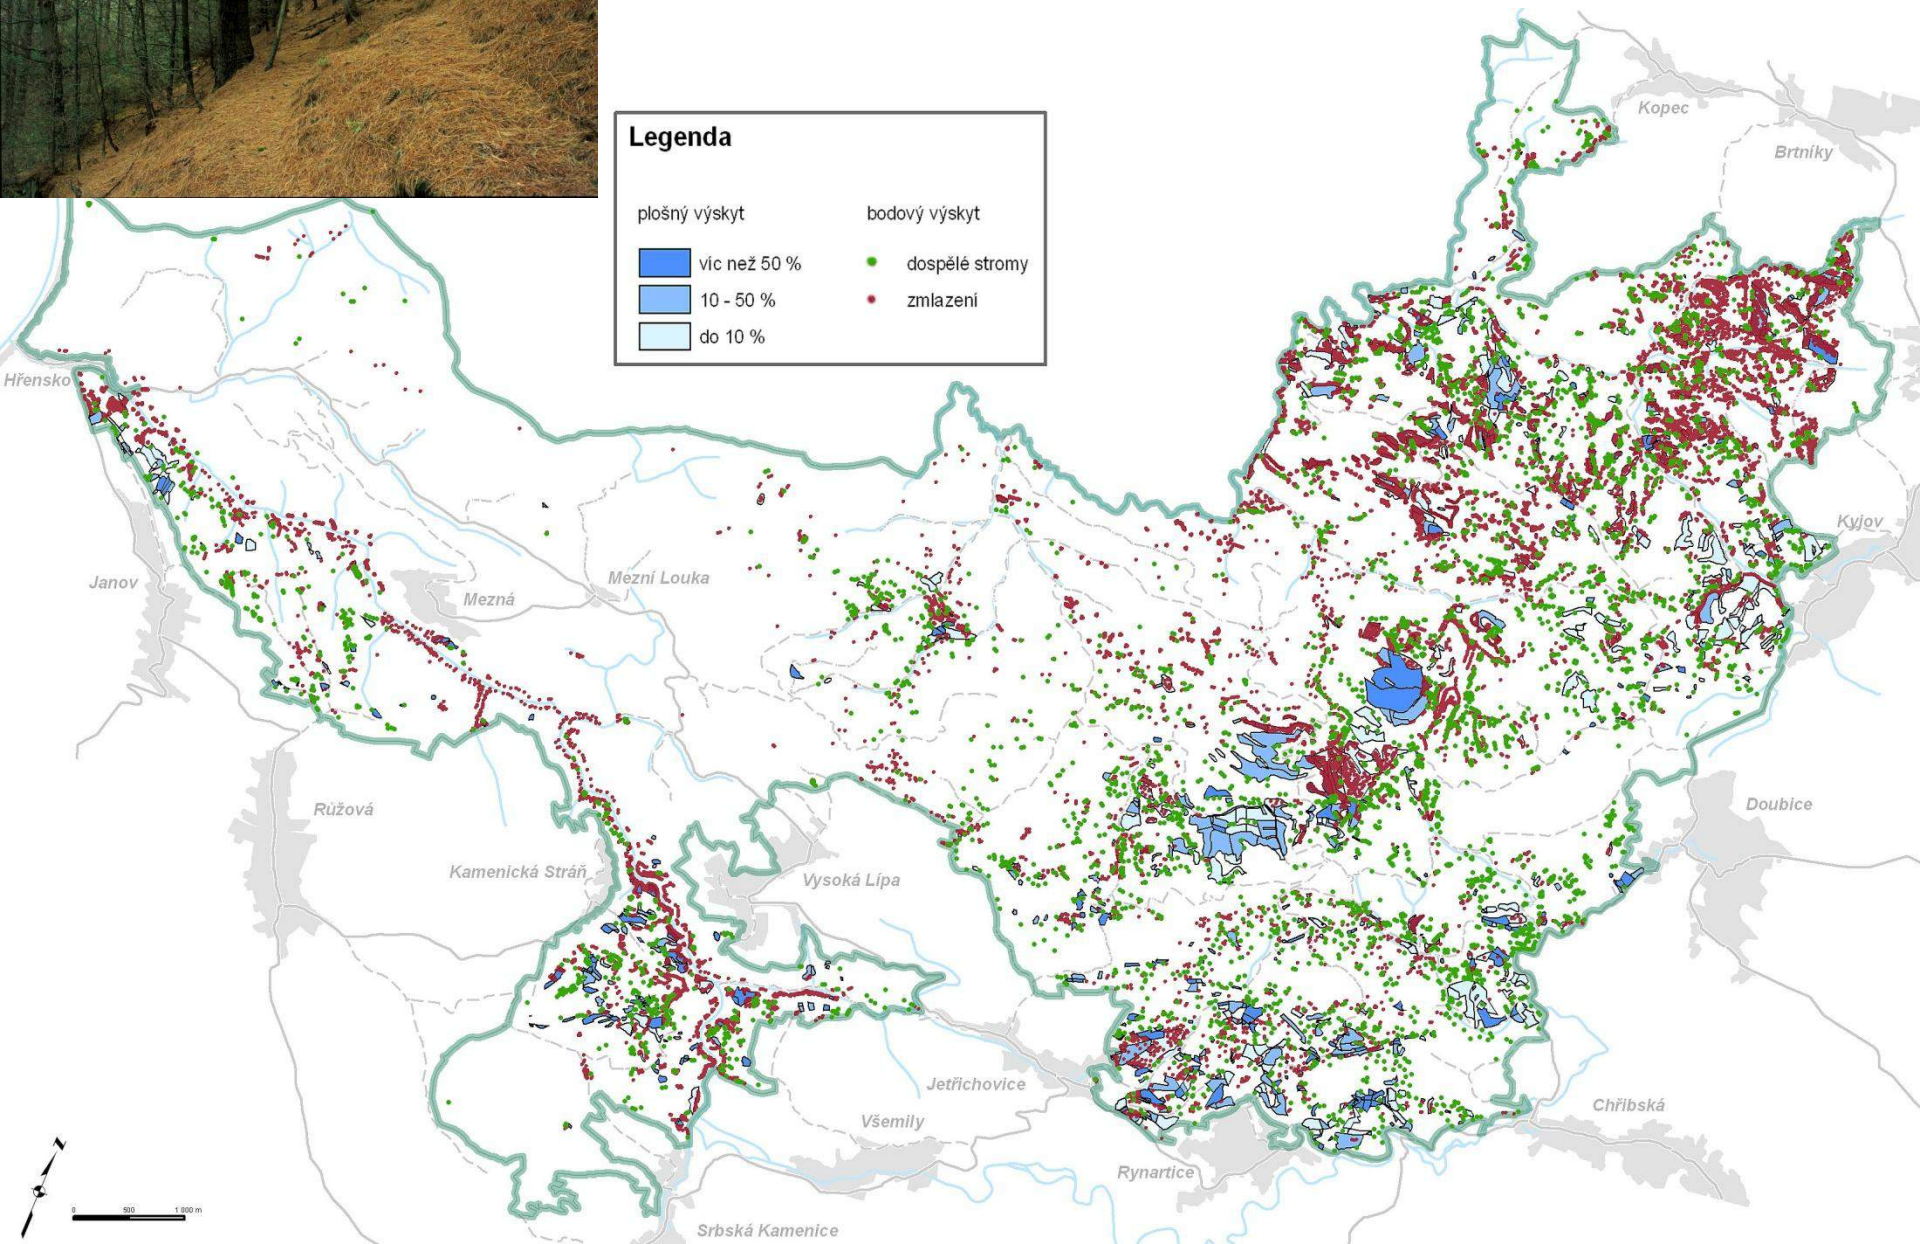 Legenda
plošný výskyt
bodový výskyt
víc než 50 %
dospělé stromy
10 - 50 %
zmlazení
do 10 %
Kopec
Brtníky
Hřensko
Kyjov
Janov
Mezná
Mezní Louka
Růžová
Doubice
Kamenická Stráň
Vysoká Lípa
Jetřichovice
Všemily
Chřibská
Rynartice
Srbská Kamenice
N
0 500 1 000 m